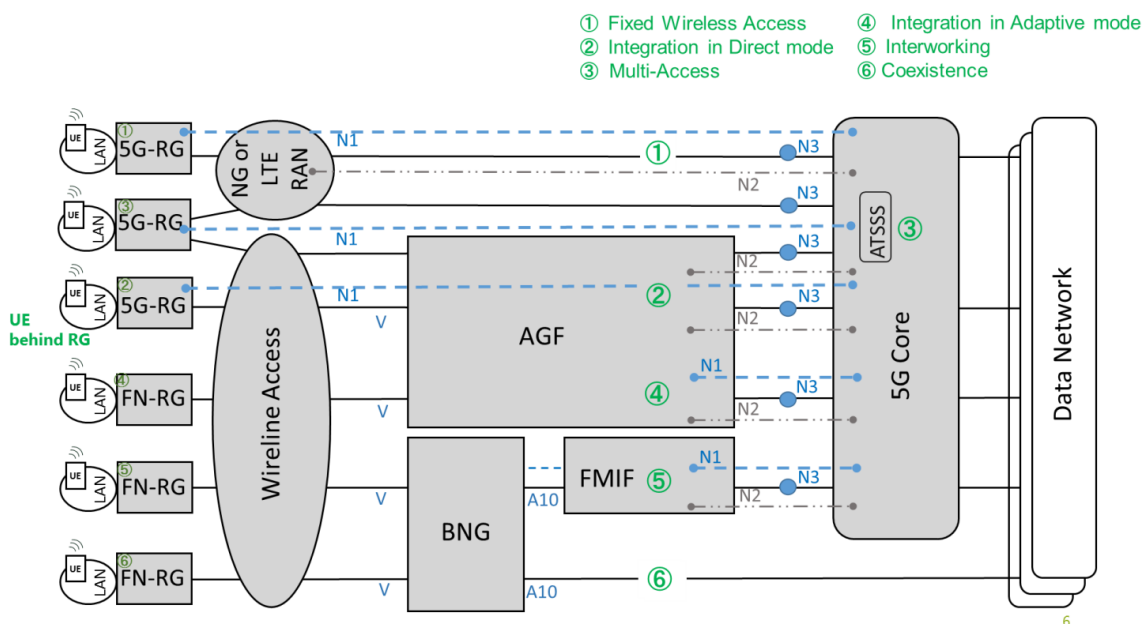 ① Fixed Wireless Access
② Integration in Direct mode
③ Multi-Access
④ Integration in Adaptive mode
⑤ Interworking
⑥ Coexistence
UE
LAN
①
5G-RG
NG or
LTE
RAN
N1
①
N3
N2
UE
LAN
③
5G-RG
N1
N3
ATSSS
③
N3
N2
UE
LAN
②
5G-RG
N1
V
AGF
②
N3
N2
UE
behind RG
UE
LAN
④
FN-RG
V
④
N1
N3
N2
5G Core
Data Network
Wireline Access
UE
LAN
⑤
FN-RG
V
BNG
A10
FMIF
⑤
N1
N3
N2
UE
LAN
⑥
FN-RG
V
A10
⑥
6